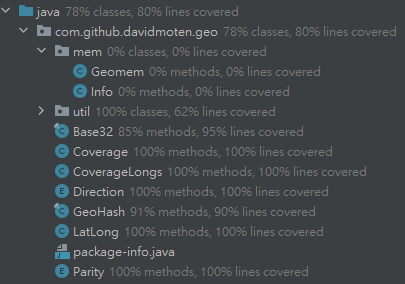 java 78% classes, 80% lines covered
com.github.davidmoten.geo 78% classes, 80% lines covered
mem 0% classes, 0% lines covered
Geomem 0% methods, 0% lines covered
Info 0% methods, 0% lines covered
util 100% classes, 62% lines covered
Base32 85% methods, 95% lines covered
Coverage 100% methods, 100% lines covered
CoverageLongs 100% methods, 100% lines covered
Direction 100% methods, 100% lines covered
GeoHash 91% methods, 90% lines covered
LatLong 100% methods, 100% lines covered
package-info.java
Parity 100% methods, 100% lines covered